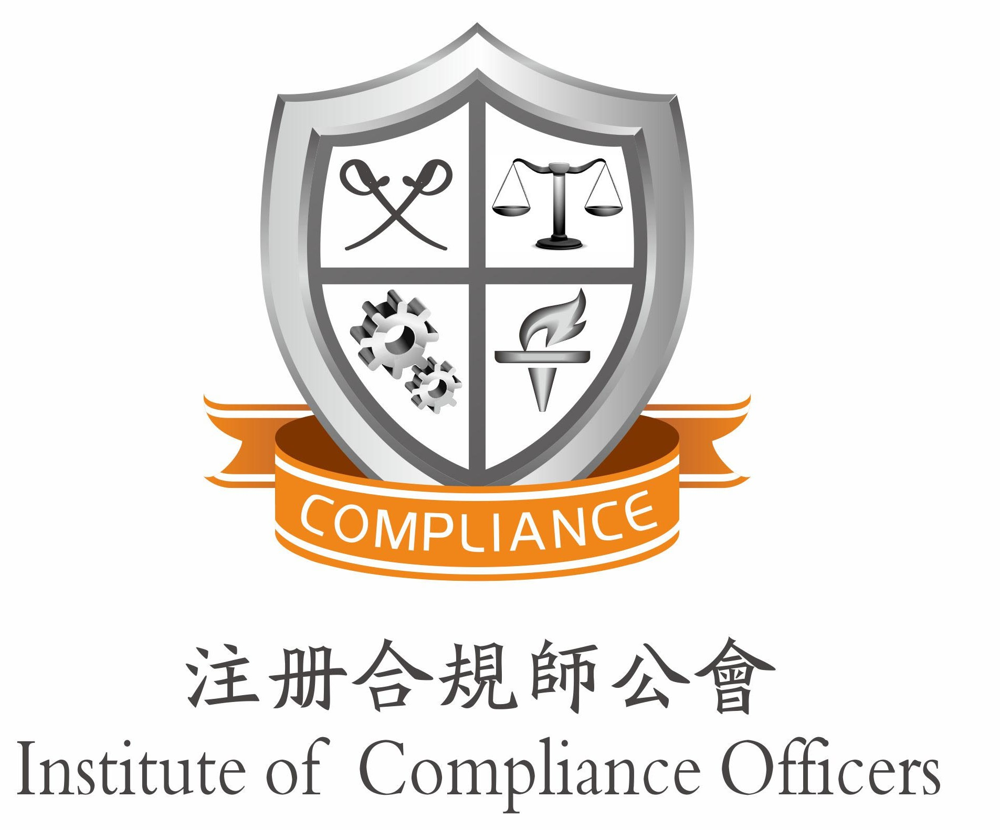 COMPLIANCE
注册合規師公會
Institute of Compliance Officers